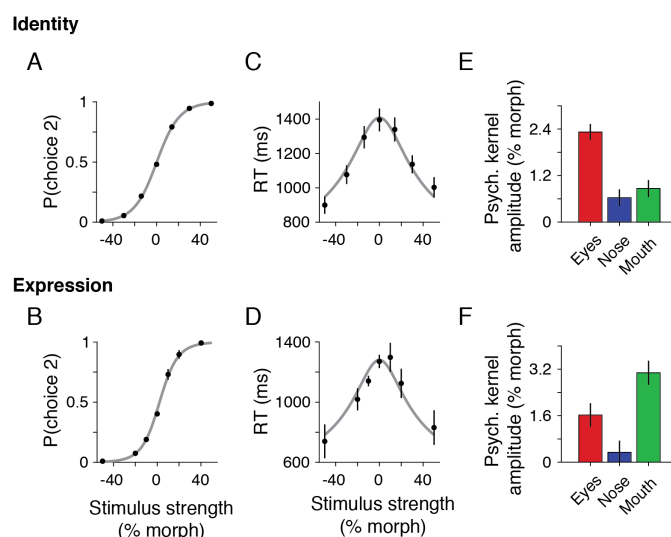 Identity
A
C
E
P(choice 2)
1
0.5
0
-40
0
40
RT (ms)
1400
1200
1000
800
-40
0
40
Psych. kernel
amplitude (% morph)
2.4
1.2
0
Eyes
Nose
Mouth
Expression
B
D
F
P(choice 2)
1
0.5
0
-40
0
40
Stimulus strength
(% morph)
RT (ms)
1400
1000
600
-40
0
40
Stimulus strength
(% morph)
Psych. kernel
amplitude (% morph)
3.2
1.6
0
Eyes
Nose
Mouth